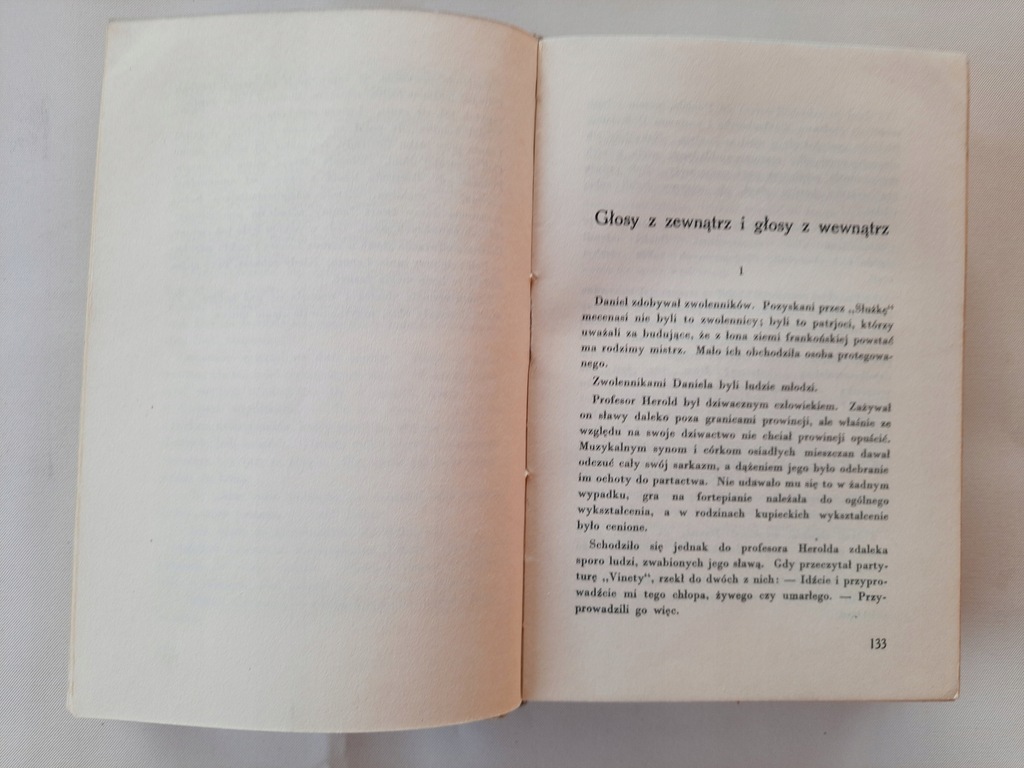 Głosy z zewnątrz i głosy z wewnątrz
1
Daniel zdobywał zwolenników. Pozyskani przez „Służkę“
mecenasi nie byli to zwolennicy; byli to patrjoci, którzy
uważali za budujące, że z łona ziemi frankońskiej powstać
ma rodzimy mistrz. Mało ich obchodziła osoba protegowa-
nego.
Zwolennikami Daniela byli ludzie młodzi.
Profesor Herold był dziwacznym człowiekiem. Zażywał
on sławy daleko poza granicami prowincji, ale właśnie ze
względu na swoje dziwactwo nie chciał prowincji opuścić.
Muzykalnym synom i córkom osiadłych mieszczan dawał
odczuć cały swój sarkazm, a dążeniem jego było odebranie
im ochoty do partactwa. Nie udawało mu się to w żadnym
wypadku, gra na fortepianie należała do ogólnego
wykształcenia, a w rodzinach kupieckich wykształcenie
było cenione.
Schodziło się jednak do profesora Herolda zdaleka
sporo ludzi, zwabionych jego sławą. Gdy przeczytał party-
turę „Vinety“, rzekł do dwóch z nich: — Idźcie i przypro-
wadźcie mi tego chłopa, żywego czy umarłego. — Przy-
prowadzili go więc.
133